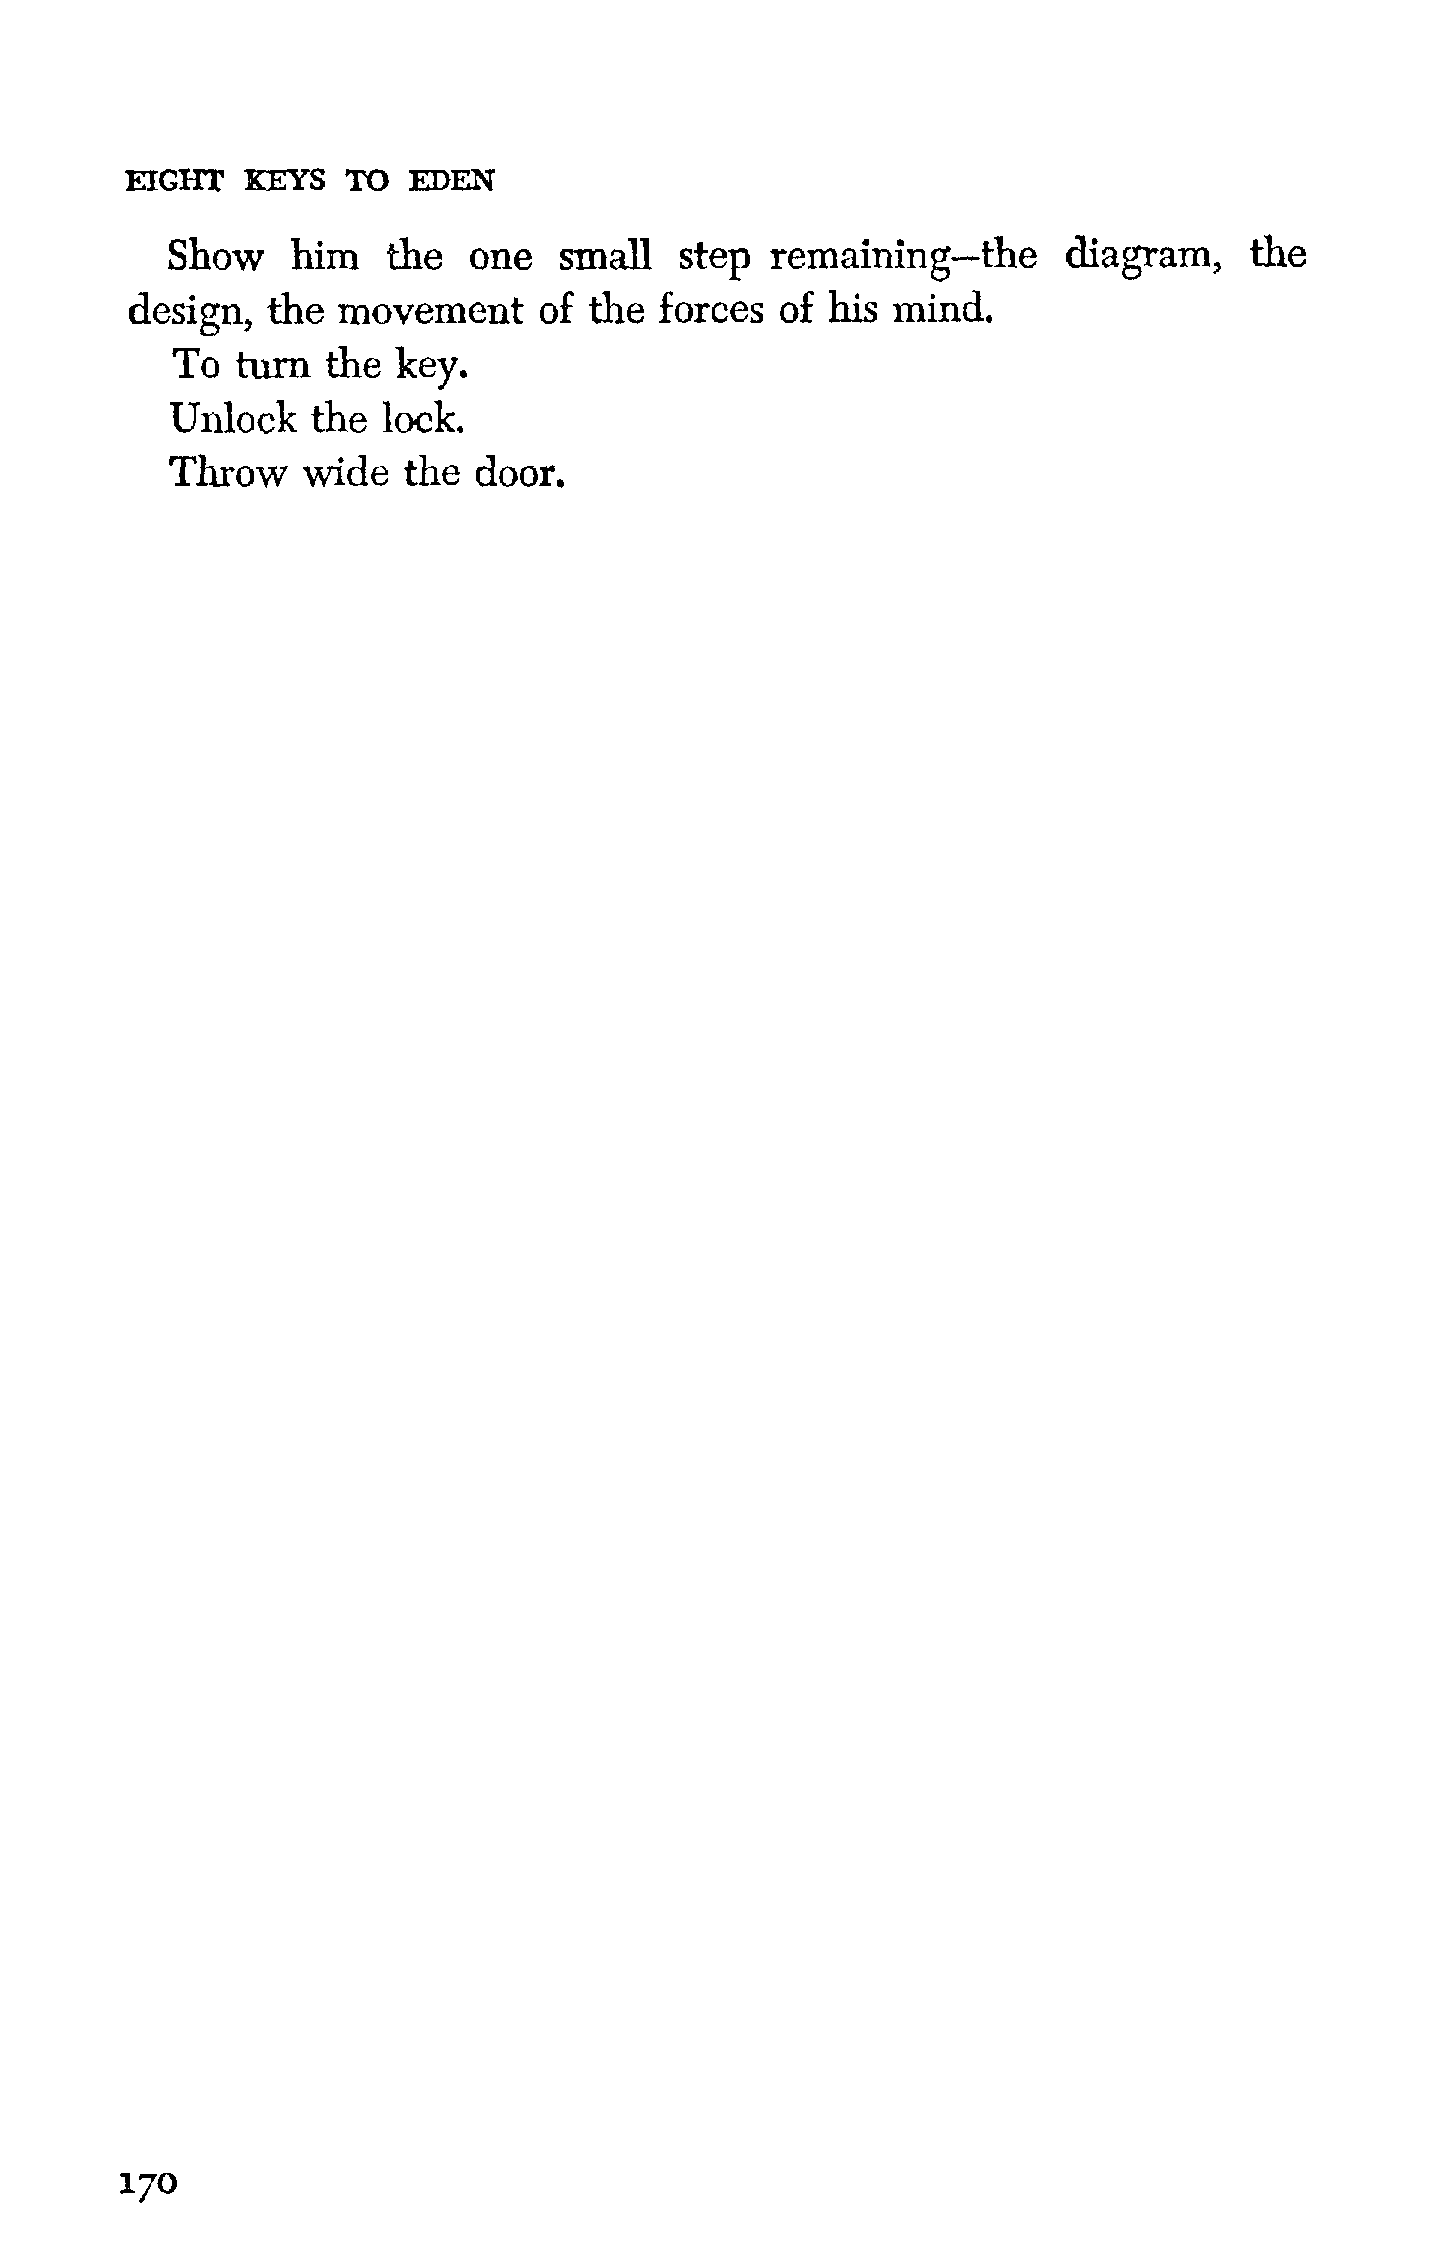 EIGHT KEYS TO EDEN
Show him the one small step remaining—the diagram, the
design, the movement of the forces of his mind.
To turn the key.
Unlock the lock.
Throw wide the door.
170